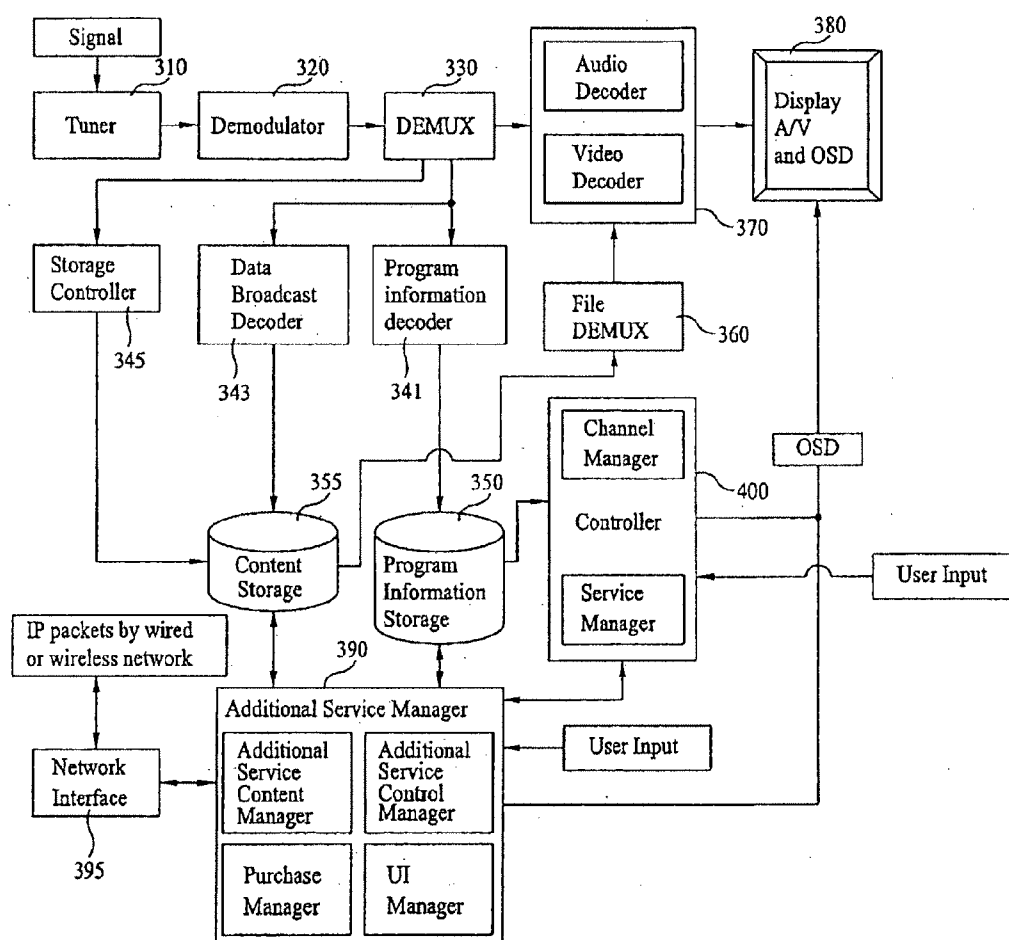 Signal
310
Tuner
320
Demodulator
330
DEMUX
Audio
Decoder
Video
Decoder
370
380
Display
A/V
and OSD
Storage
Controller
345
Data
Broadcast
Decoder
343
Program
information
decoder
341
File
DEMUX
360
Channel
Manager
Controller
Service
Manager
400
OSD
User Input
355
Content
Storage
350
Program
Information
Storage
IP packets by wired
or wireless network
Network
Interface
395
390
Additional Service Manager
Additional
Service
Content
Manager
Additional
Service
Control
Manager
Purchase
Manager
UI
Manager
User Input